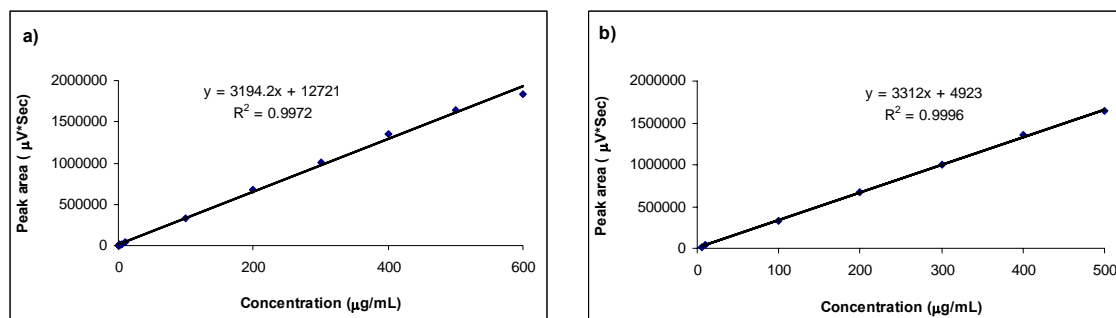 a)
y = 3194.2x + 12721
R² = 0.9972
Peak area ( μV*Sec)
2000000
1500000
1000000
500000
0
0 200 400 600
Concentration (μg/mL)
b)
y = 3312x + 4923
R² = 0.9996
Peak area ( μV*Sec)
2000000
1500000
1000000
500000
0
0 100 200 300 400 500
Concentration (μg/mL)